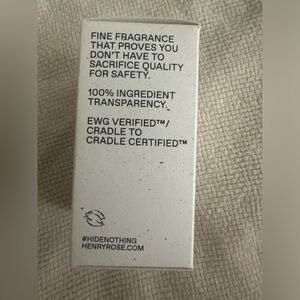 FINE FRAGRANCE
THAT PROVES YOU
DON'T HAVE TO
SACRIFICE QUALITY
FOR SAFETY.
100% INGREDIENT
TRANSPARENCY.
EWG VERIFIED™/
CRADLE TO
CRADLE CERTIFIED™
#HIDENOTHING
HENRYROSE.COM